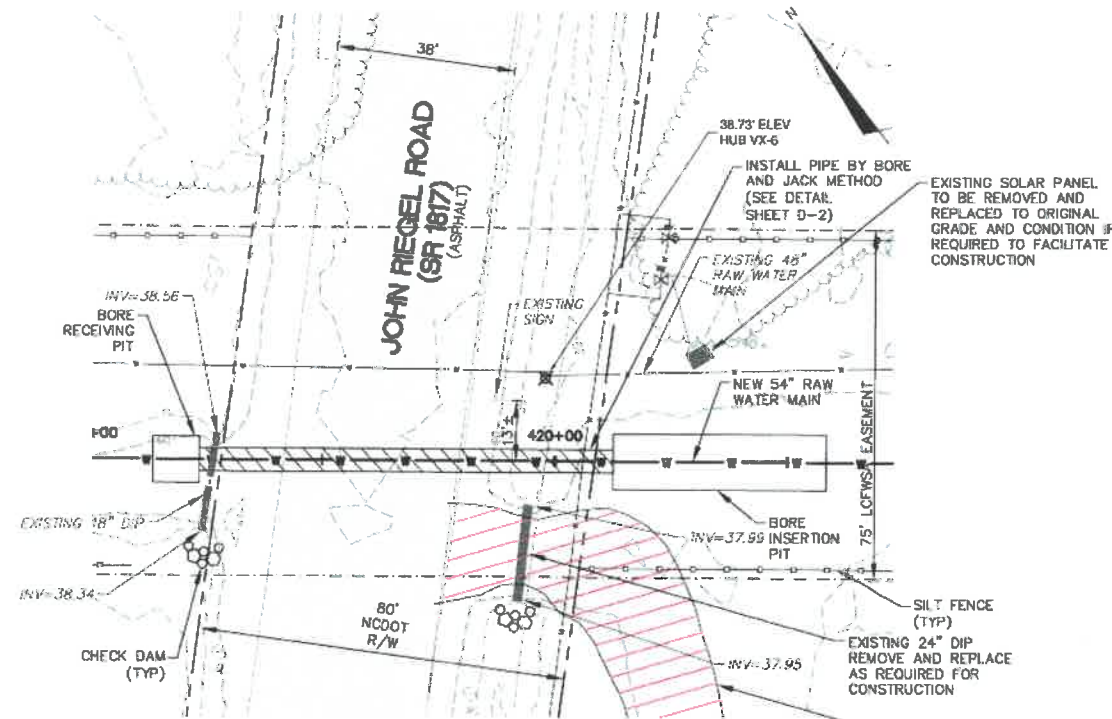 N
38'
JOHN RIEGEL ROAD
(SR 1817)
(ASPHALT)
38.73' ELEV
HUB VX-6
INSTALL PIPE BY BORE
AND JACK METHOD
(SEE DETAIL
SHEET D-2)
EXISTING SOLAR PANEL
TO BE REMOVED AND
REPLACED TO ORIGINAL
GRADE AND CONDITION IF
REQUIRED TO FACILITATE
CONSTRUCTION
EXISTING 48"
RAW WATER
MAIN
INV=38.56
BORE
RECEIVING
PIT
EXISTING
SIGN
NEW 54" RAW
WATER MAIN
13'±
420+00
+00
W W W W W W W W W W W
75' LCFWSA EASEMENT
EXISTING 18" DIP
INV=38.34
CHECK DAM
(TYP)
80'
NCDOT
R/W
INV=37.99
BORE
INSERTION
PIT
SILT FENCE
(TYP)
INV=37.95
EXISTING 24" DIP
REMOVE AND REPLACE
AS REQUIRED FOR
CONSTRUCTION